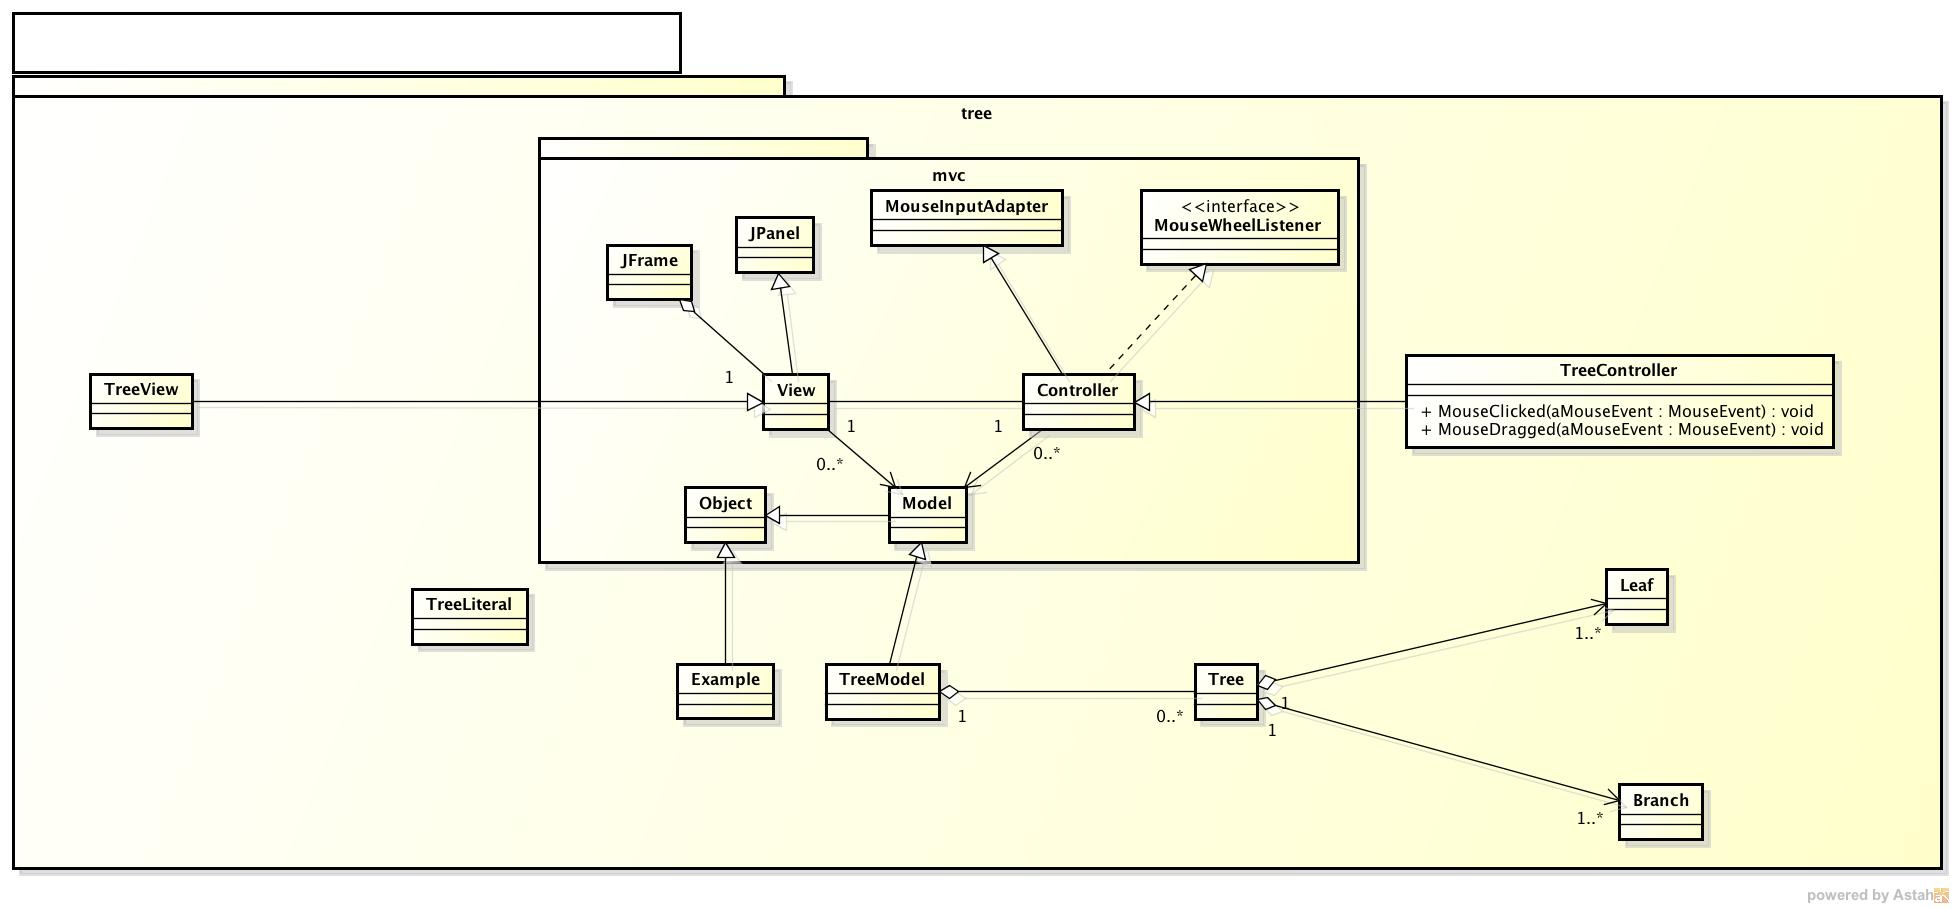 tree
mvc
MouseInputAdapter
<<interface>>
MouseWheelListener
JPanel
JFrame
TreeView
1
View
Controller
TreeController
+ MouseClicked(aMouseEvent : MouseEvent) : void
+ MouseDragged(aMouseEvent : MouseEvent) : void
1
1
0..*
0..*
Object
Model
TreeLiteral
Leaf
1..*
Example
TreeModel
Tree
1
0..*
1
1
Branch
1..*
powered by Astah